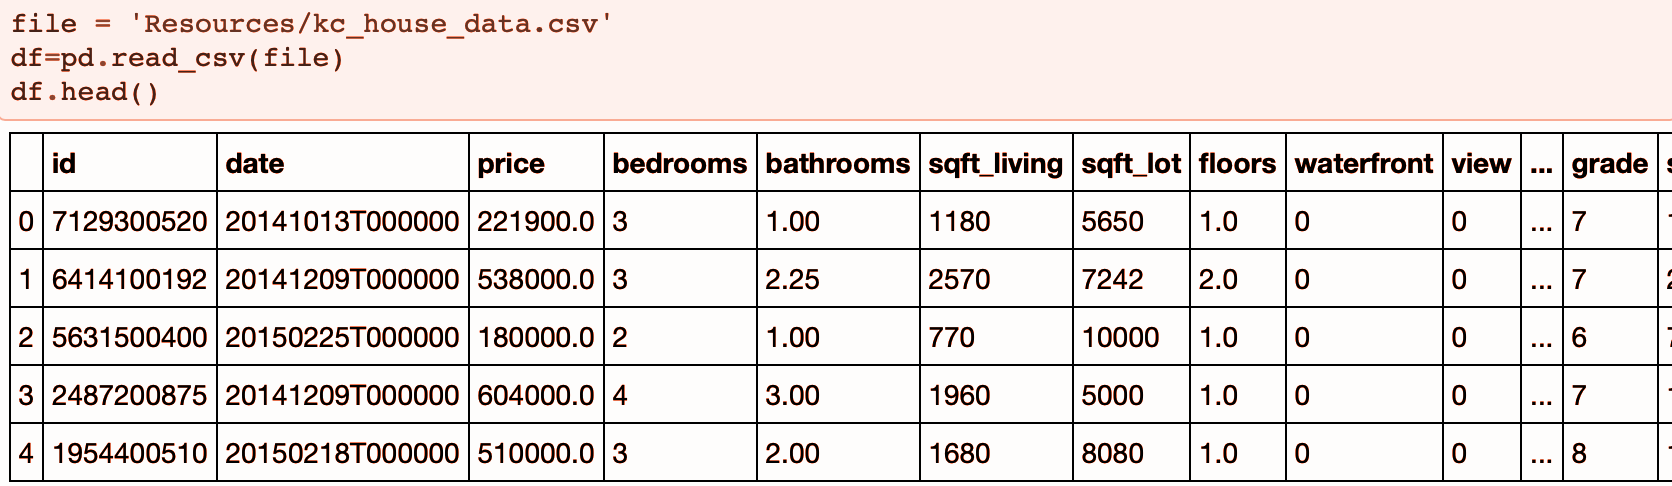 file = 'Resources/kc_house_data.csv'
df=pd.read_csv(file)
df.head()
id date price bedrooms bathrooms sqft_living sqft_lot floors waterfront view ... grade
0 7129300520 20141013T000000 221900.0 3 1.00 1180 5650 1.0 0 0 ... 7
1 6414100192 20141209T000000 538000.0 3 2.25 2570 7242 2.0 0 0 ... 7
2 5631500400 20150225T000000 180000.0 2 1.00 770 10000 1.0 0 0 ... 6
3 2487200875 20141209T000000 604000.0 4 3.00 1960 5000 1.0 0 0 ... 7
4 1954400510 20150218T000000 510000.0 3 2.00 1680 8080 1.0 0 0 ... 8